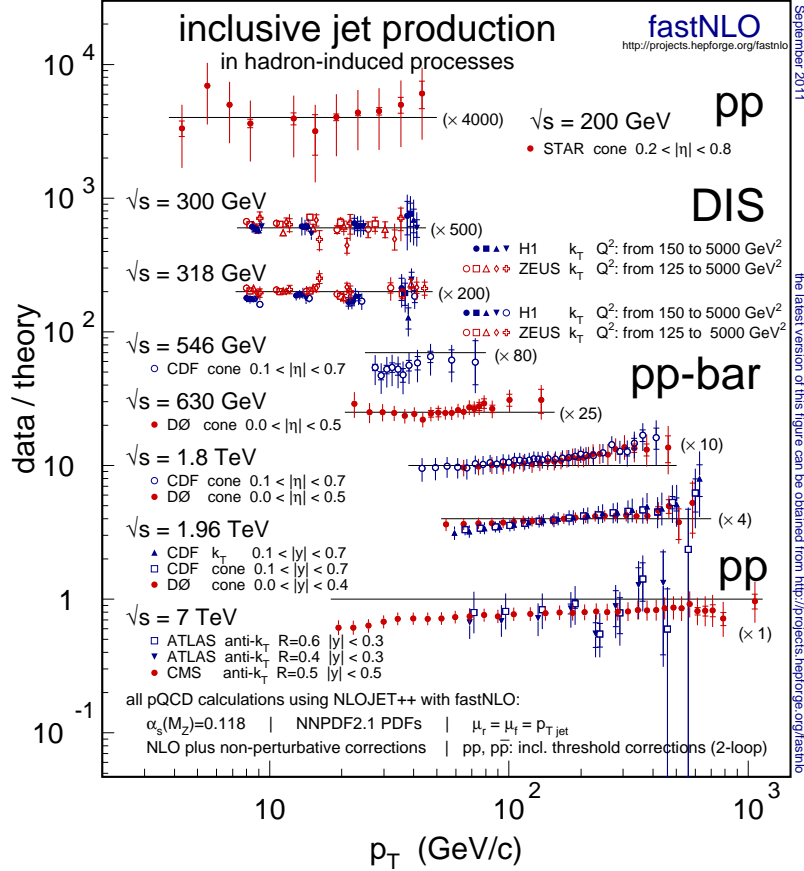 inclusive jet production
in hadron-induced processes
fastNLO
http://projects.hepforge.org/fastnlo
September 2011
the latest version of this figure can be obtained from http://projects.hepforge.org/fastnlo
data / theory
10^4
10^3
10^2
10
1
10^-1
pp
(× 4000)
√s = 200 GeV
STAR cone 0.2 < |η| < 0.8
DIS
√s = 300 GeV
(× 500)
H1 k_T Q²: from 150 to 5000 GeV²
ZEUS k_T Q²: from 125 to 5000 GeV²
√s = 318 GeV
(× 200)
H1 k_T Q²: from 150 to 5000 GeV²
ZEUS k_T Q²: from 125 to 5000 GeV²
pp-bar
√s = 546 GeV
(× 80)
CDF cone 0.1 < |η| < 0.7
√s = 630 GeV
(× 25)
DØ cone 0.0 < |η| < 0.5
√s = 1.8 TeV
(× 10)
CDF cone 0.1 < |η| < 0.7
DØ cone 0.0 < |η| < 0.5
√s = 1.96 TeV
(× 4)
CDF k_T 0.1 < |y| < 0.7
CDF cone 0.1 < |y| < 0.7
DØ cone 0.0 < |y| < 0.4
pp
√s = 7 TeV
(× 1)
ATLAS anti-k_T R=0.6 |y| < 0.3
ATLAS anti-k_T R=0.4 |y| < 0.3
CMS anti-k_T R=0.5 |y| < 0.5
all pQCD calculations using NLOJET++ with fastNLO:
α_s(M_Z)=0.118 | NNPDF2.1 PDFs | μ_r = μ_f = p_T jet
NLO plus non-perturbative corrections | pp, pp̅: incl. threshold corrections (2-loop)
10 10^2 10^3
p_T (GeV/c)